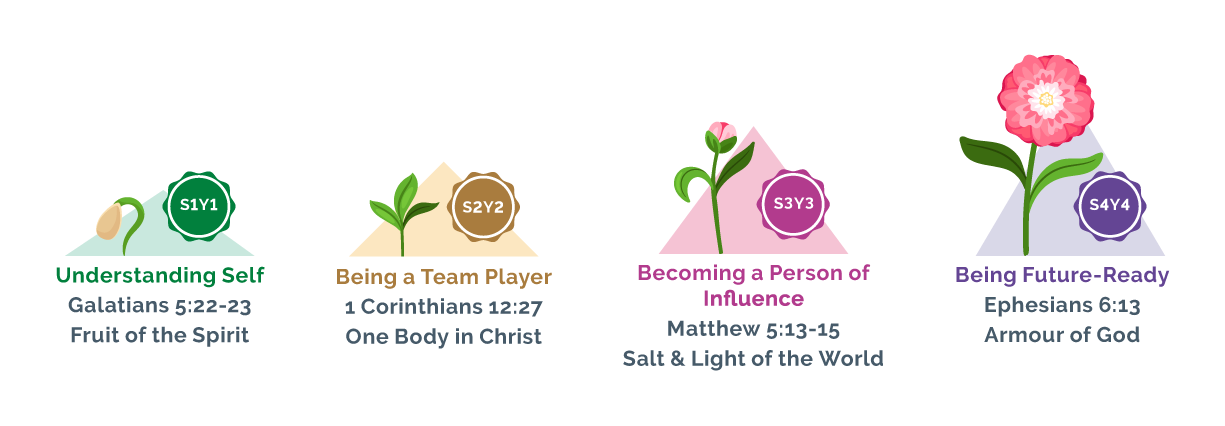 S1Y1
Understanding Self
Galatians 5:22-23
Fruit of the Spirit
S2Y2
Being a Team Player
1 Corinthians 12:27
One Body in Christ
S3Y3
Becoming a Person of
Influence
Matthew 5:13-15
Salt & Light of the World
S4Y4
Being Future-Ready
Ephesians 6:13
Armour of God